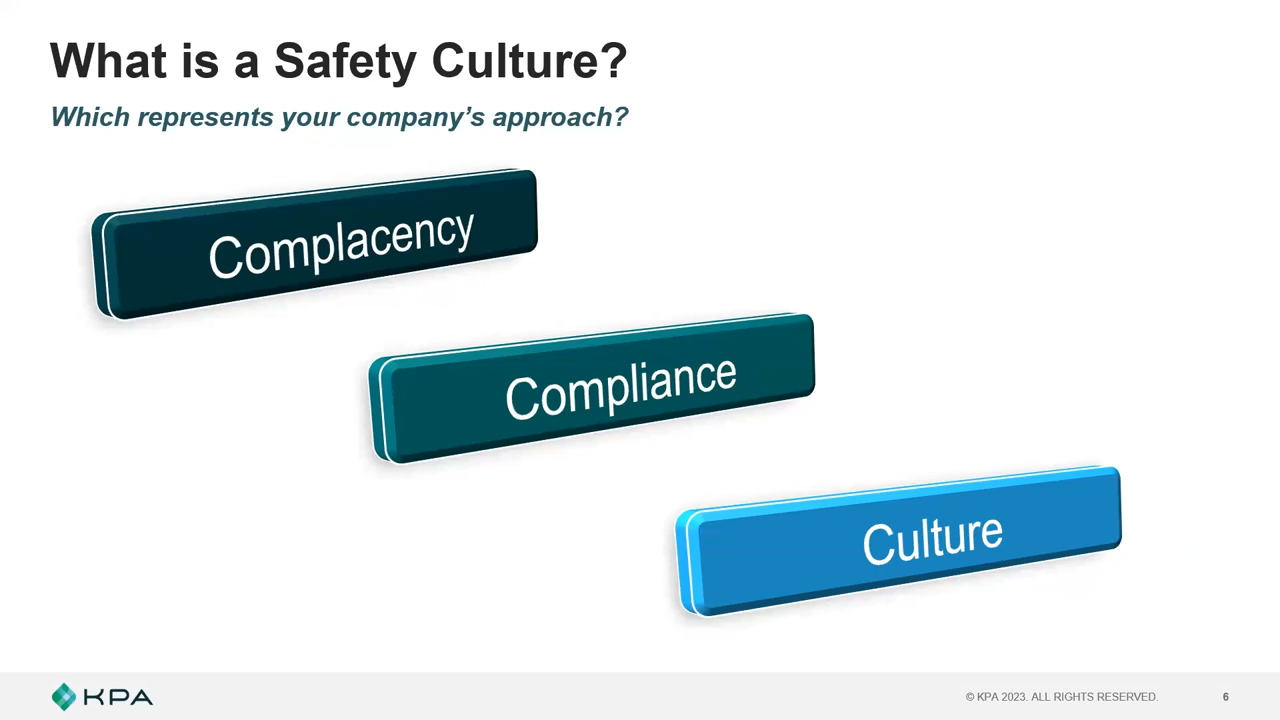 What is a Safety Culture?
Which represents your company’s approach?
Complacency
Compliance
Culture
KPA
© KPA 2023. ALL RIGHTS RESERVED.
6